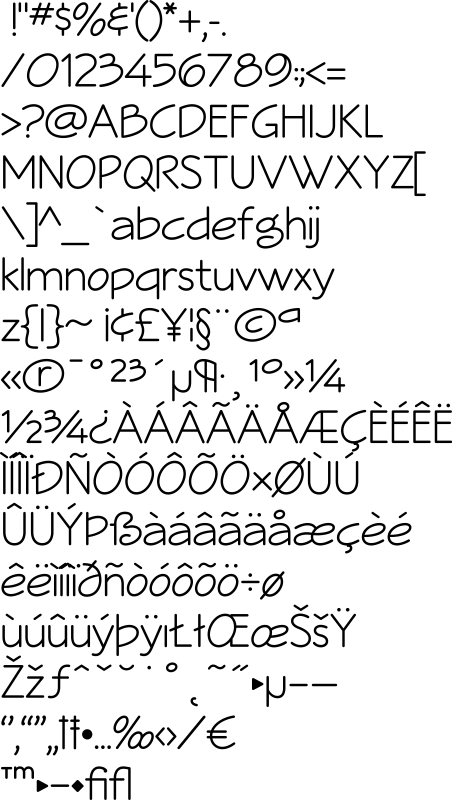 !"#$%&'()*+,-.
/0123456789:;<=
>?@ABCDEFGHIJKL
MNOPQRSTUVWXYZ[
\]^_`abcdefghij
klmnopqrstuvwxy
z{|}~ ¡¢£¥¦§¨©ª
«®¯°²³´µ¶·¸¹º»¼
½¾¿ÀÁÂÃÄÅÆÇÈÉÊË
ÌÍÎÏÐÑÒÓÔÕÖ×ØÙÚ
ÛÜÝÞßàáâãäåæçèé
êëìíîïðñòóôõö÷ø
ùúûüýþÿıŁłŒœŠšŸ
Žžƒˆˇ˘˙˚˛˜˝‣μ–—
‘’‚“”„†‡•…‰‹›⁄€
™‣−◆ﬁﬂ